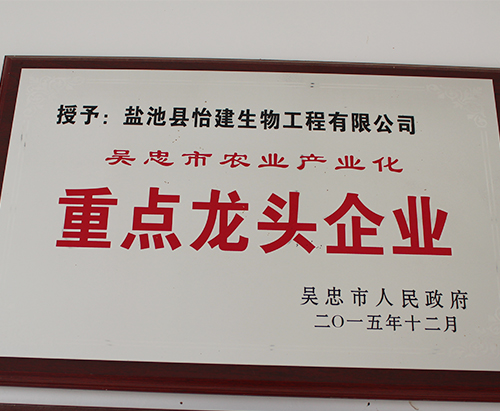 授予：盐池县怡建生物工程有限公司
吴忠市农业产业化
重点龙头企业
吴忠市人民政府
二〇一五年十二月